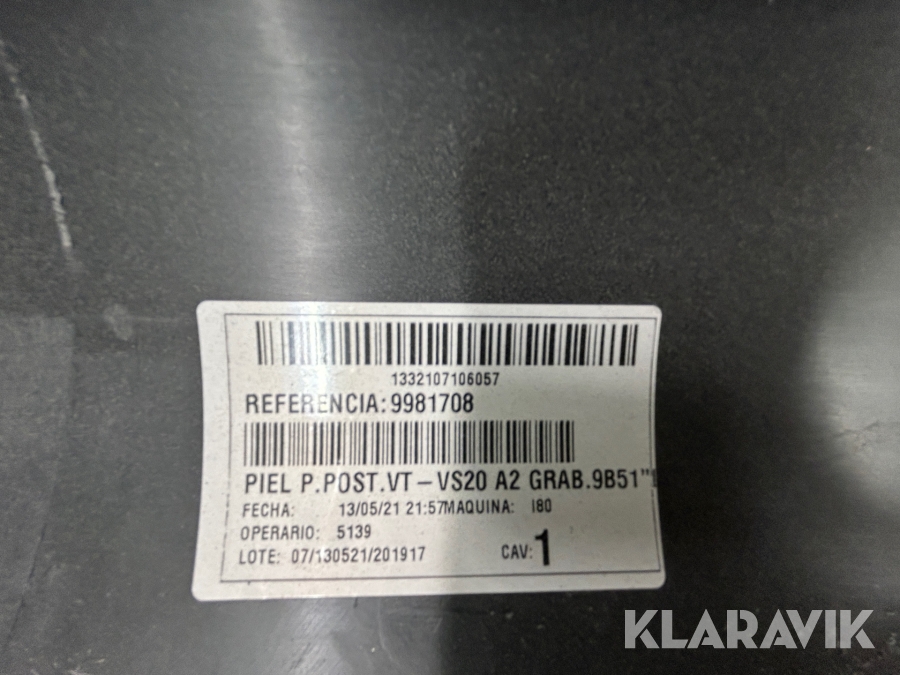 KLARAVIK
1332107106057
REFERENCIA:9981708
PIEL P.POST.VT-VS20 A2 GRAB.9B51"
FECHA: 13/05/21 21:57MAQUINA: I80
OPERARIO: 5139
LOTE: 07/130521/201917 CAV:1
KLARAVIK